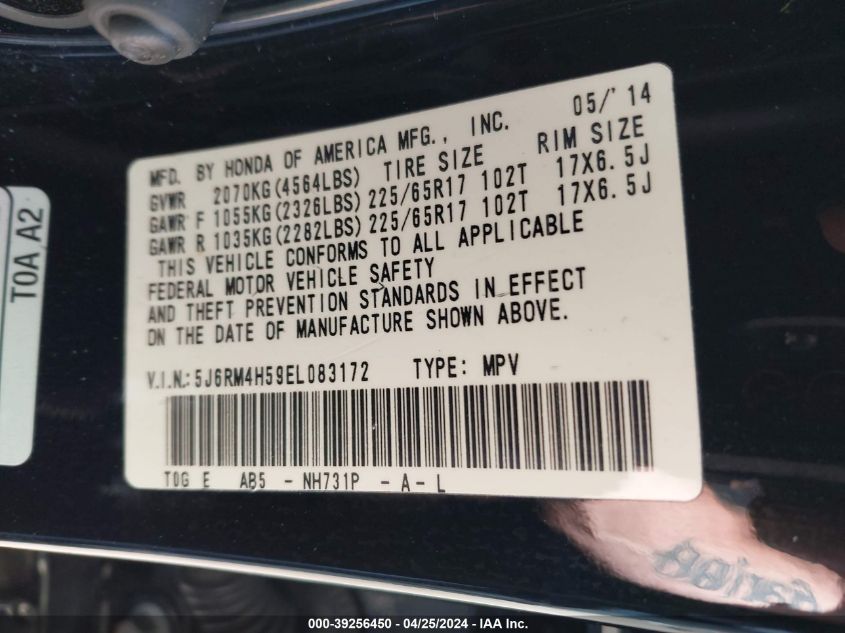 MFD. BY HONDA OF AMERICA MFG., INC. 05/'14
GVWR 2070KG(4564LBS) TIRE SIZE RIM SIZE
GAWR F 1055KG(2326LBS) 225/65R17 102T 17X6.5J
GAWR R 1035KG(2282LBS) 225/65R17 102T 17X6.5J
THIS VEHICLE CONFORMS TO ALL APPLICABLE
FEDERAL MOTOR VEHICLE SAFETY
AND THEFT PREVENTION STANDARDS IN EFFECT
ON THE DATE OF MANUFACTURE SHOWN ABOVE.
V.I.N.: 5J6RM4H59EL083172 TYPE: MPV
T0G E AB5 - NH731P - A - L
T0A A2
000-39256450 - 04/25/2024 - IAA Inc.